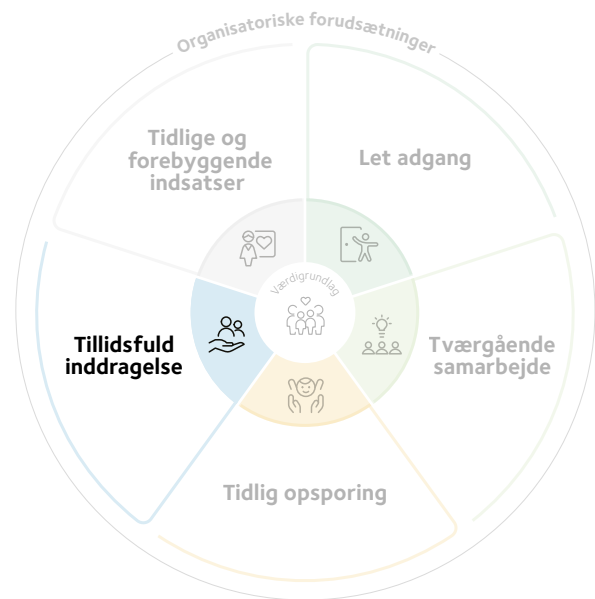 Organisatoriske forudsætninger
Tidlige og
forebyggende
indsatser
Let adgang
Værdigrundlag
Tillidsfuld
inddragelse
Tværgående
samarbejde
Tidlig opsporing